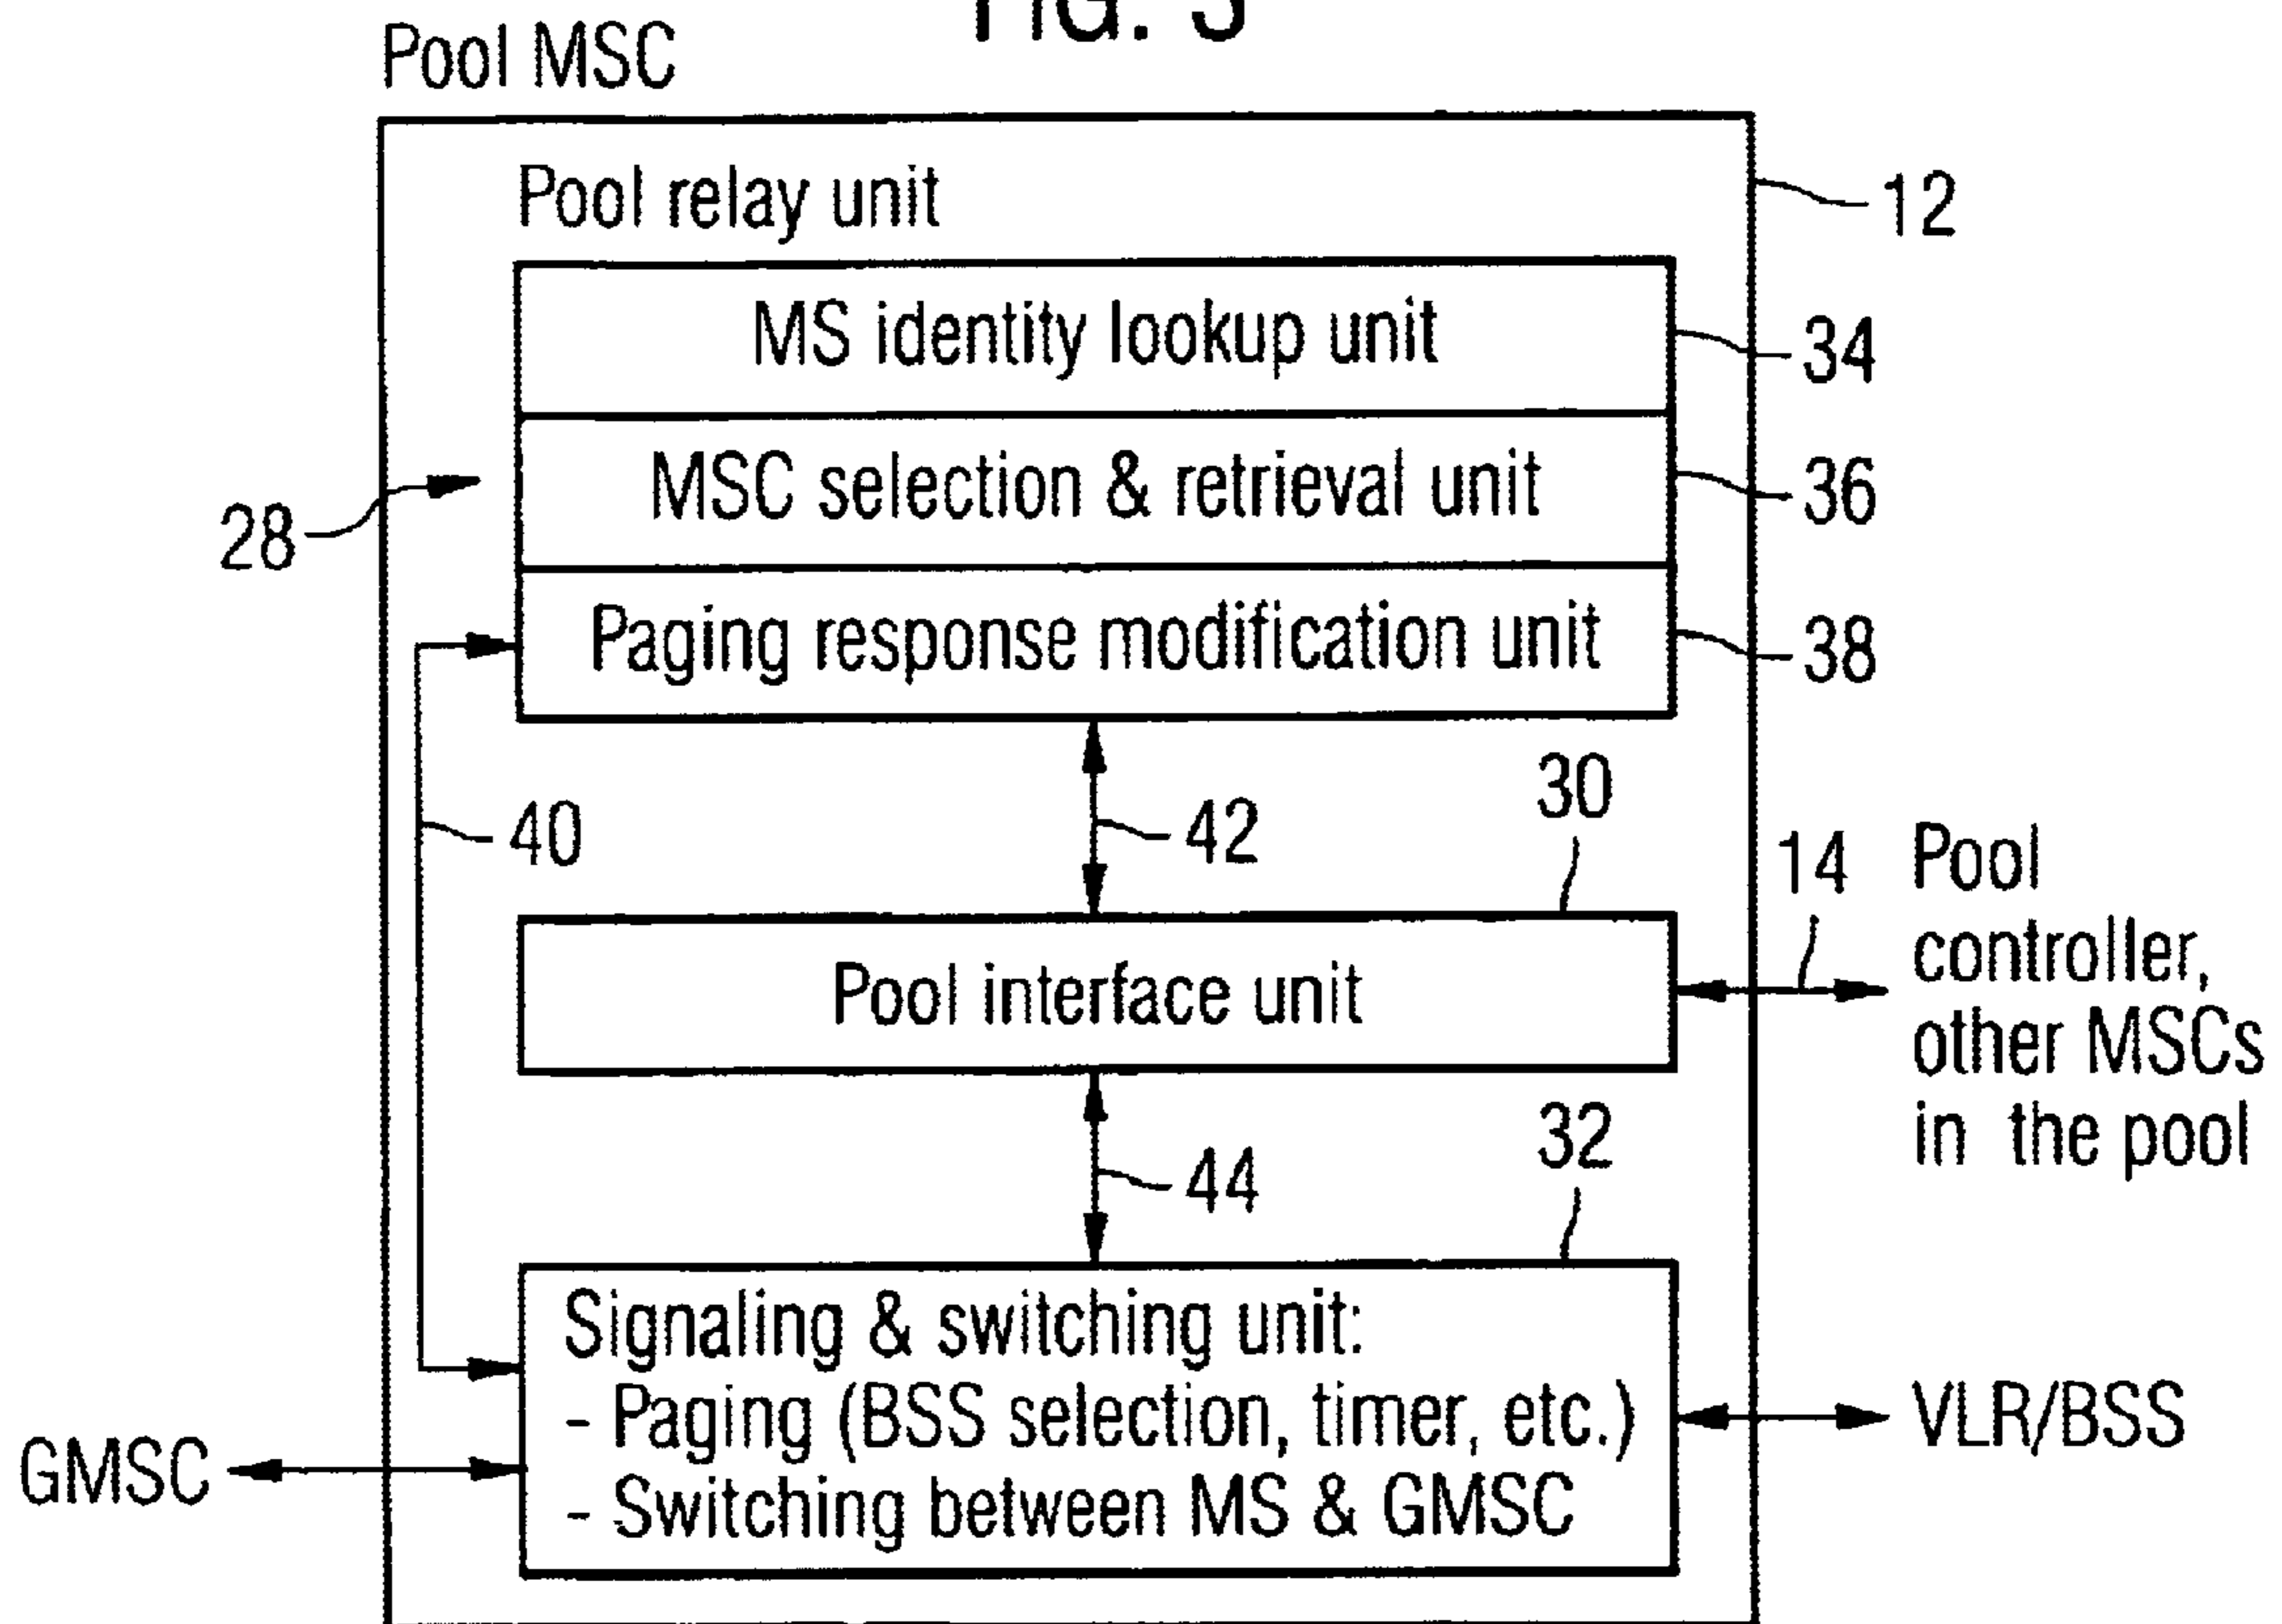 FIG. 3
Pool MSC
Pool relay unit
12
MS identity lookup unit
34
MSC selection & retrieval unit
36
28
Paging response modification unit
38
40
42
30
14
Pool
controller,
other MSCs
in the pool
Pool interface unit
44
32
Signaling & switching unit:
- Paging (BSS selection, timer, etc.)
- Switching between MS & GMSC
GMSC
VLR/BSS